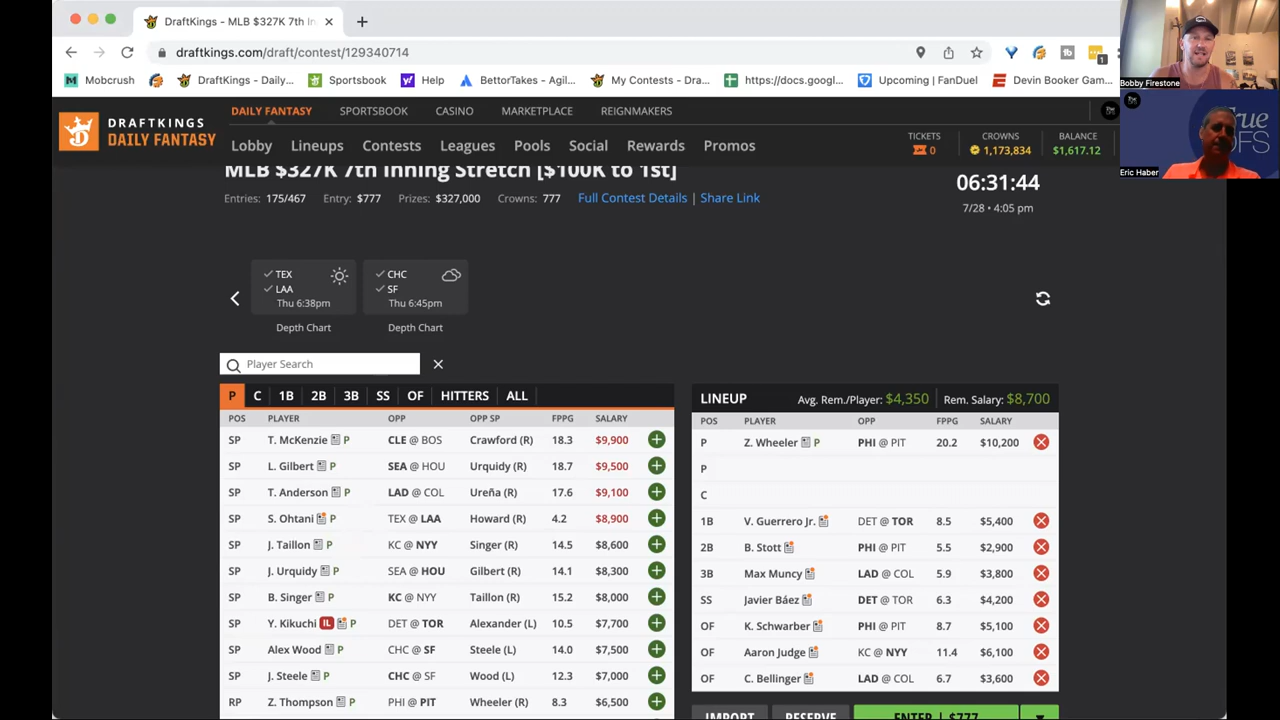 DraftKings - MLB $327K 7th In
draftkings.com/draft/contest/129340714
Mobcrush
DraftKings - Daily...
Sportsbook
Help
BettorTakes - Agil...
My Contests - Dra...
https://docs.googl...
Upcoming | FanDuel
Devin Booker Gam...
1
Bobby Firestone
DRAFTKINGS
DAILY FANTASY
DAILY FANTASY SPORTSBOOK CASINO MARKETPLACE REIGNMAKERS
Lobby Lineups Contests Leagues Pools Social Rewards Promos
TICKETS 0
CROWNS 1,173,834
BALANCE $1,617.12
True
DFS
Eric Haber
MLB $327K 7th Inning Stretch [$100K to 1st]
Entries: 175/467 Entry: $777 Prizes: $327,000 Crowns: 777 Full Contest Details | Share Link
06:31:44
7/28 • 4:05 pm
TEX
LAA
Thu 6:38pm
Depth Chart
CHC
SF
Thu 6:45pm
Depth Chart
Player Search
P C 1B 2B 3B SS OF HITTERS ALL
POS PLAYER OPP OPP SP FPPG SALARY
SP T. McKenzie P CLE @ BOS Crawford (R) 18.3 $9,900
SP L. Gilbert P SEA @ HOU Urquidy (R) 18.7 $9,500
SP T. Anderson P LAD @ COL Ureña (R) 17.6 $9,100
SP S. Ohtani P TEX @ LAA Howard (R) 4.2 $8,900
SP J. Taillon P KC @ NYY Singer (R) 14.5 $8,600
SP J. Urquidy P SEA @ HOU Gilbert (R) 14.1 $8,300
SP B. Singer P KC @ NYY Taillon (R) 15.2 $8,000
SP Y. Kikuchi IL P DET @ TOR Alexander (L) 10.5 $7,700
SP Alex Wood P CHC @ SF Steele (L) 14.0 $7,500
SP J. Steele P CHC @ SF Wood (L) 12.3 $7,000
RP Z. Thompson P PHI @ PIT Wheeler (R) 8.3 $6,500
LINEUP Avg. Rem./Player: $4,350 Rem. Salary: $8,700
POS PLAYER OPP FPPG SALARY
P Z. Wheeler P PHI @ PIT 20.2 $10,200
P
C
1B V. Guerrero Jr. DET @ TOR 8.5 $5,400
2B B. Stott PHI @ PIT 5.5 $2,900
3B Max Muncy LAD @ COL 5.9 $3,800
SS Javier Báez DET @ TOR 6.3 $4,200
OF K. Schwarber PHI @ PIT 8.7 $5,100
OF Aaron Judge KC @ NYY 11.4 $6,100
OF C. Bellinger LAD @ COL 6.7 $3,600
IMPORT RESERVE ENTER | $777